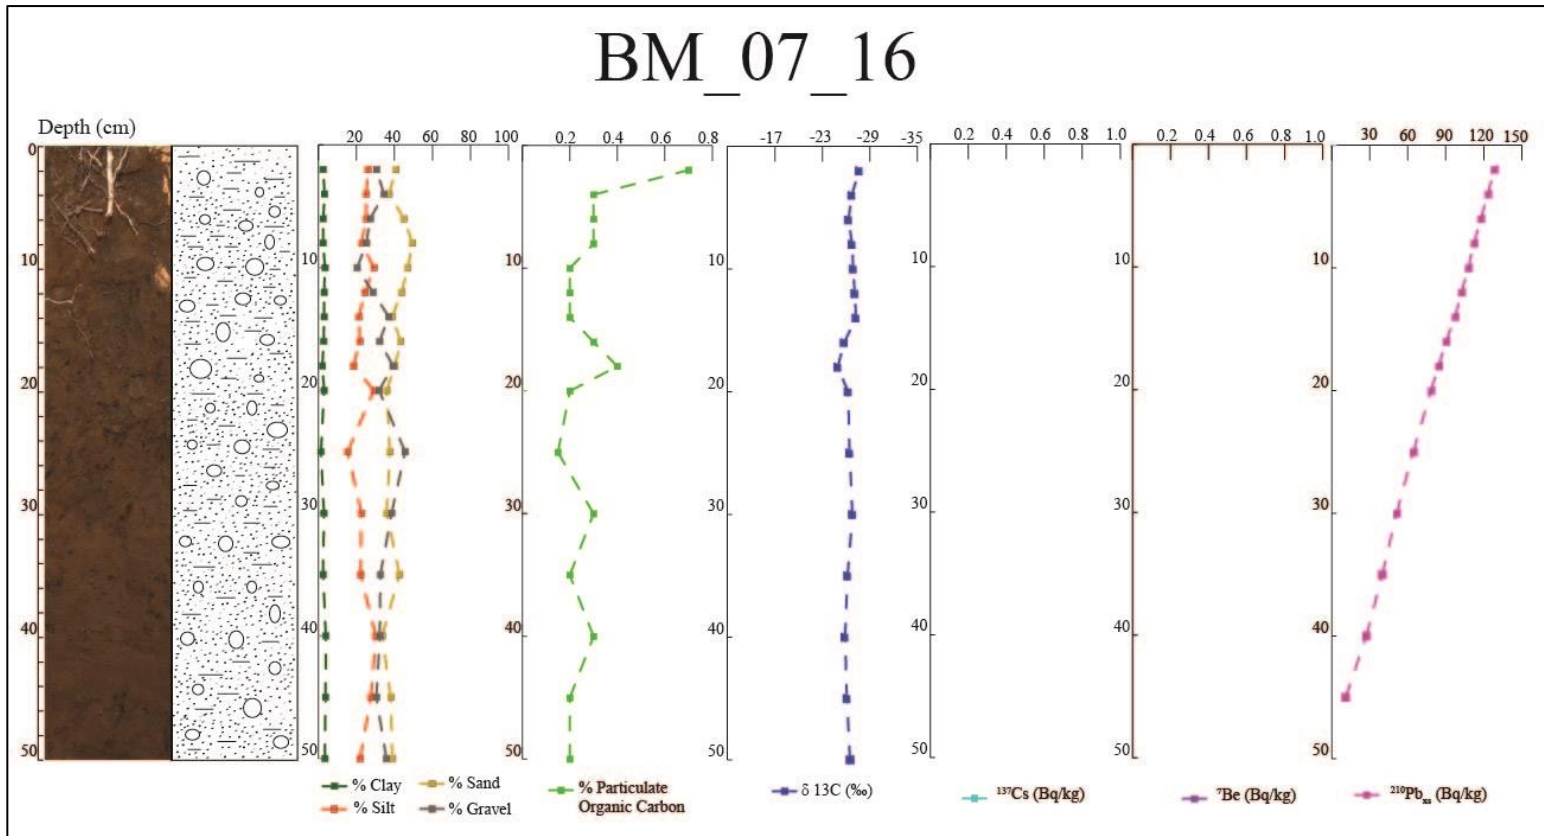 BM_07_16
Depth (cm)
0
10
20
30
40
50
20 40 60 80 100
10
20
30
40
50
0.2 0.4 0.6 0.8
10
20
30
40
50
-17 -23 -29 -35
10
20
30
40
50
0.2 0.4 0.6 0.8 1.0
10
20
30
40
50
0.2 0.4 0.6 0.8 1.0
10
20
30
40
50
30 60 90 120 150
10
20
30
40
50
% Clay % Sand
% Silt % Gravel
% Particulate
Organic Carbon
δ 13C (‰)
¹³⁷Cs (Bq/kg)
⁷Be (Bq/kg)
²¹⁰Pbₓₛ (Bq/kg)